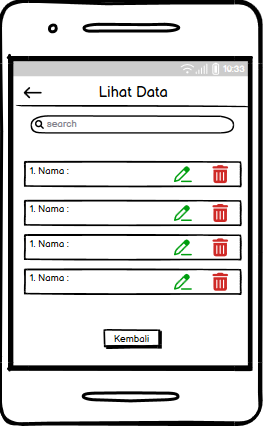 10:33
Lihat Data
search
1. Nama :
1. Nama :
1. Nama :
1. Nama :
Kembali